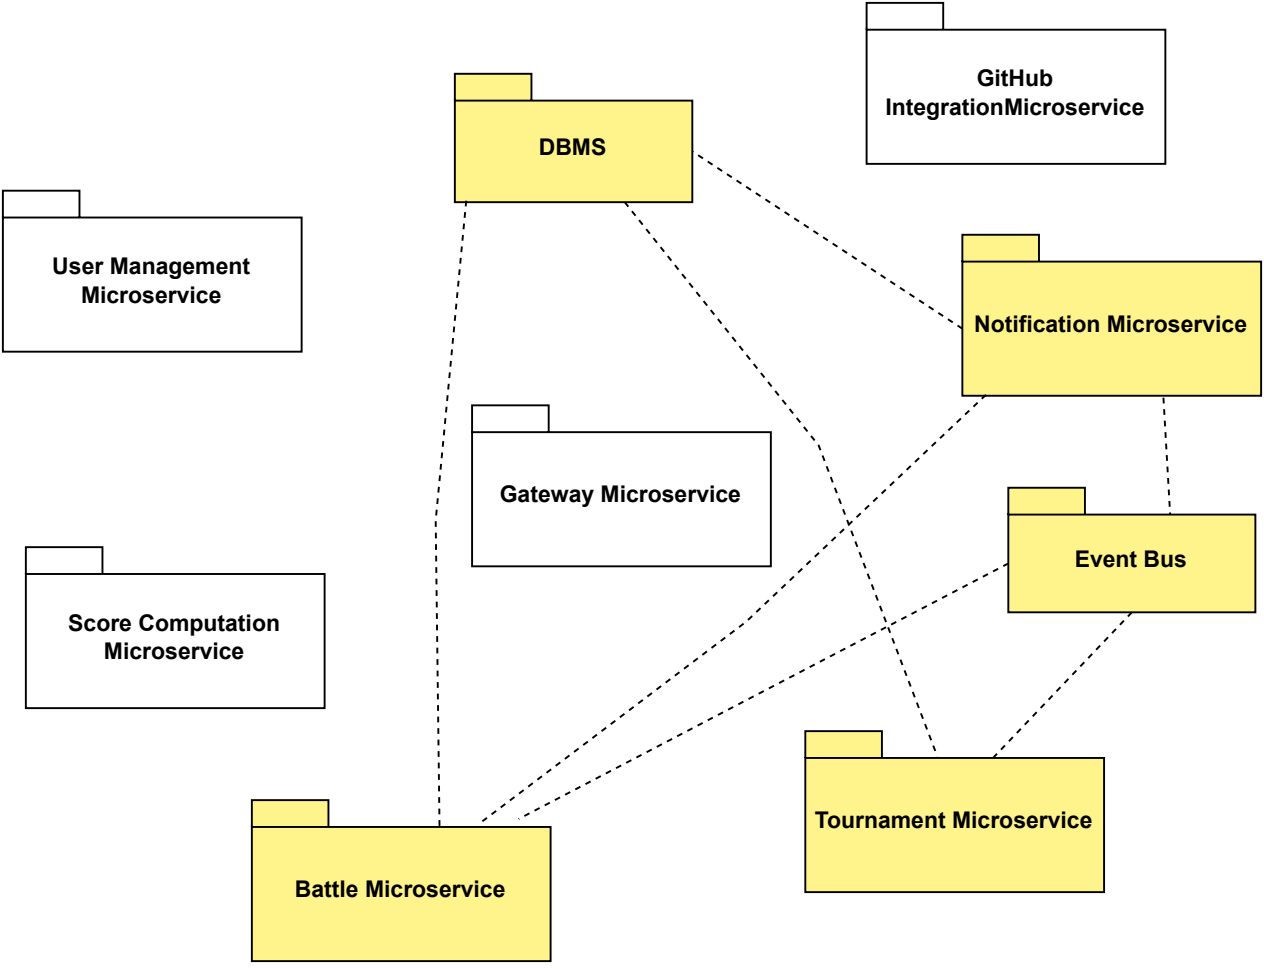 GitHub
IntegrationMicroservice
DBMS
User Management
Microservice
Notification Microservice
Gateway Microservice
Event Bus
Score Computation
Microservice
Tournament Microservice
Battle Microservice